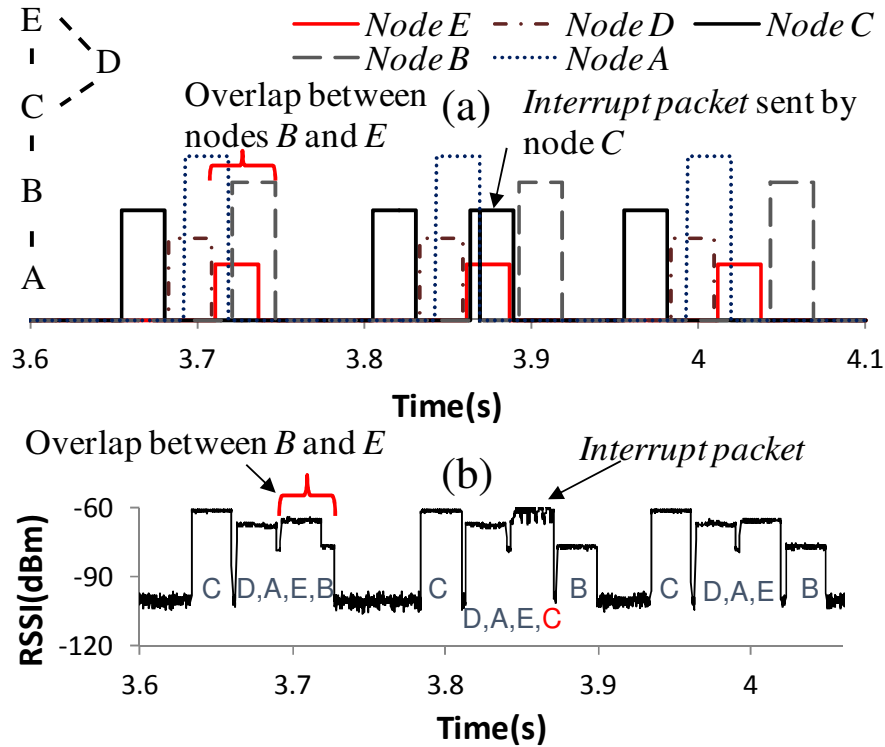 E
D
C
B
A
Node E
Node D
Node C
Node B
Node A
Overlap between
nodes B and E
(a)
Interrupt packet sent by
node C
3.6
3.7
3.8
3.9
4
4.1
Time(s)
Overlap between B and E
(b)
Interrupt packet
RSSI(dBm)
-60
-90
-120
C
D,A,E,B
C
D,A,E,C
B
C
D,A,E
B
3.6
3.7
3.8
3.9
4
Time(s)